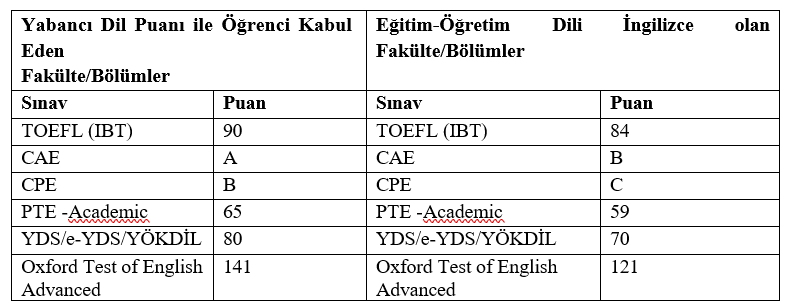 Yabancı Dil Puanı ile Öğrenci Kabul
Eden
Fakülte/Bölümler
Eğitim-Öğretim Dili İngilizce olan
Fakülte/Bölümler
Sınav Puan Sınav Puan
TOEFL (IBT) 90 TOEFL (IBT) 84
CAE A CAE B
CPE B CPE C
PTE -Academic 65 PTE -Academic 59
YDS/e-YDS/YÖKDİL 80 YDS/e-YDS/YÖKDİL 70
Oxford Test of English
Advanced
141
Oxford Test of English
Advanced
121